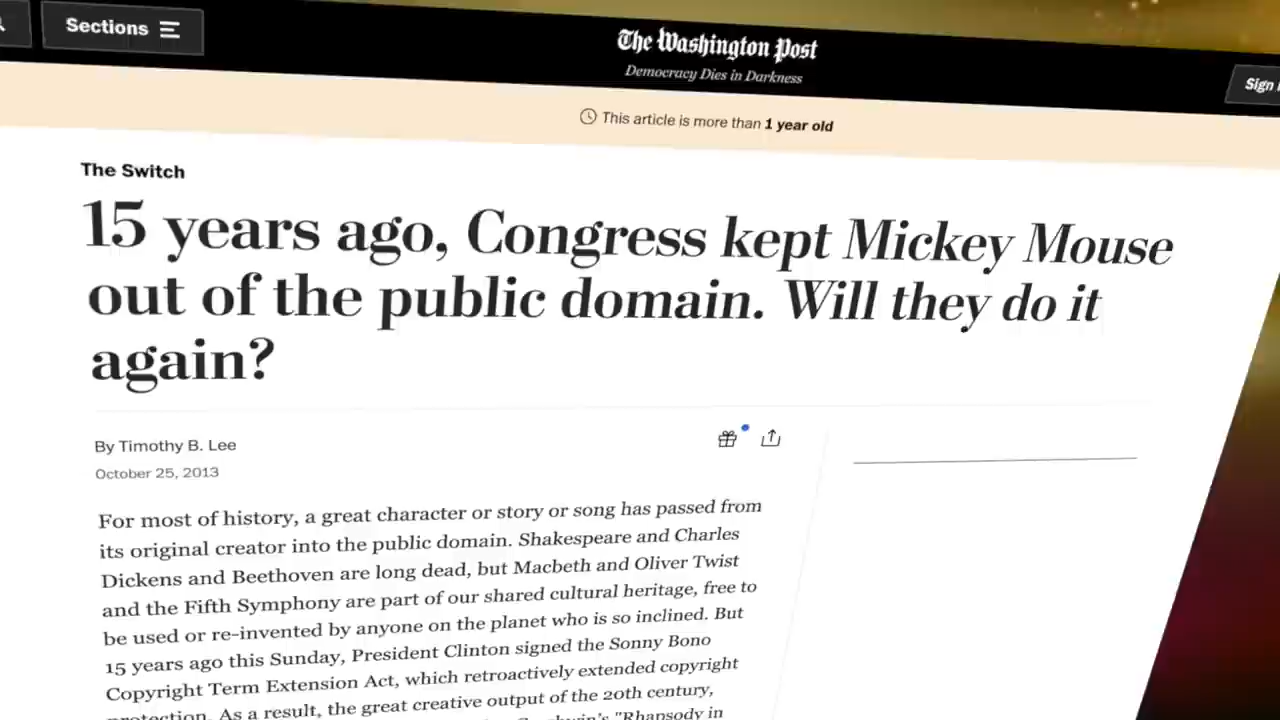 Sections
The Washington Post
Democracy Dies in Darkness
Sign
This article is more than 1 year old
The Switch
15 years ago, Congress kept Mickey Mouse
out of the public domain. Will they do it
again?
By Timothy B. Lee
October 25, 2013
For most of history, a great character or story or song has passed from
its original creator into the public domain. Shakespeare and Charles
Dickens and Beethoven are long dead, but Macbeth and Oliver Twist
and the Fifth Symphony are part of our shared cultural heritage, free to
be used or re-invented by anyone on the planet who is so inclined. But
15 years ago this Sunday, President Clinton signed the Sonny Bono
Copyright Term Extension Act, which retroactively extended copyright
protection. As a result, the great creative output of the 20th century,
"Rhapsody in